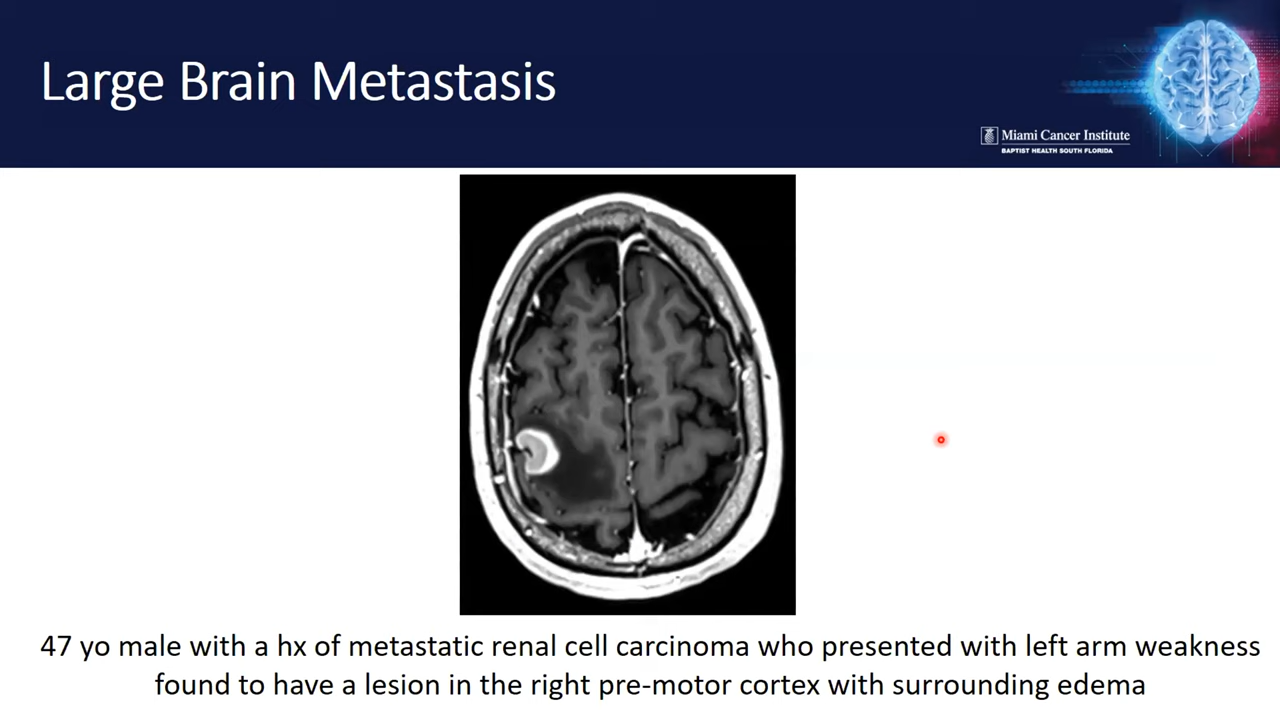 Large Brain Metastasis
Miami Cancer Institute
BAPTIST HEALTH SOUTH FLORIDA
47 yo male with a hx of metastatic renal cell carcinoma who presented with left arm weakness
found to have a lesion in the right pre-motor cortex with surrounding edema